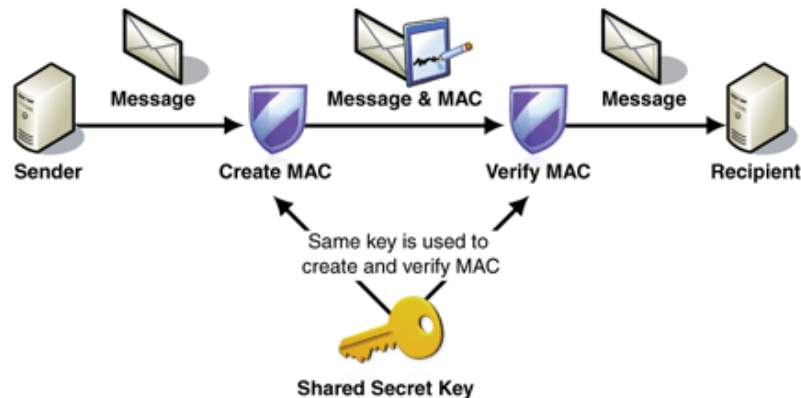 Message
Message & MAC
Message
Sender
Create MAC
Verify MAC
Recipient
Same key is used to
create and verify MAC
Shared Secret Key